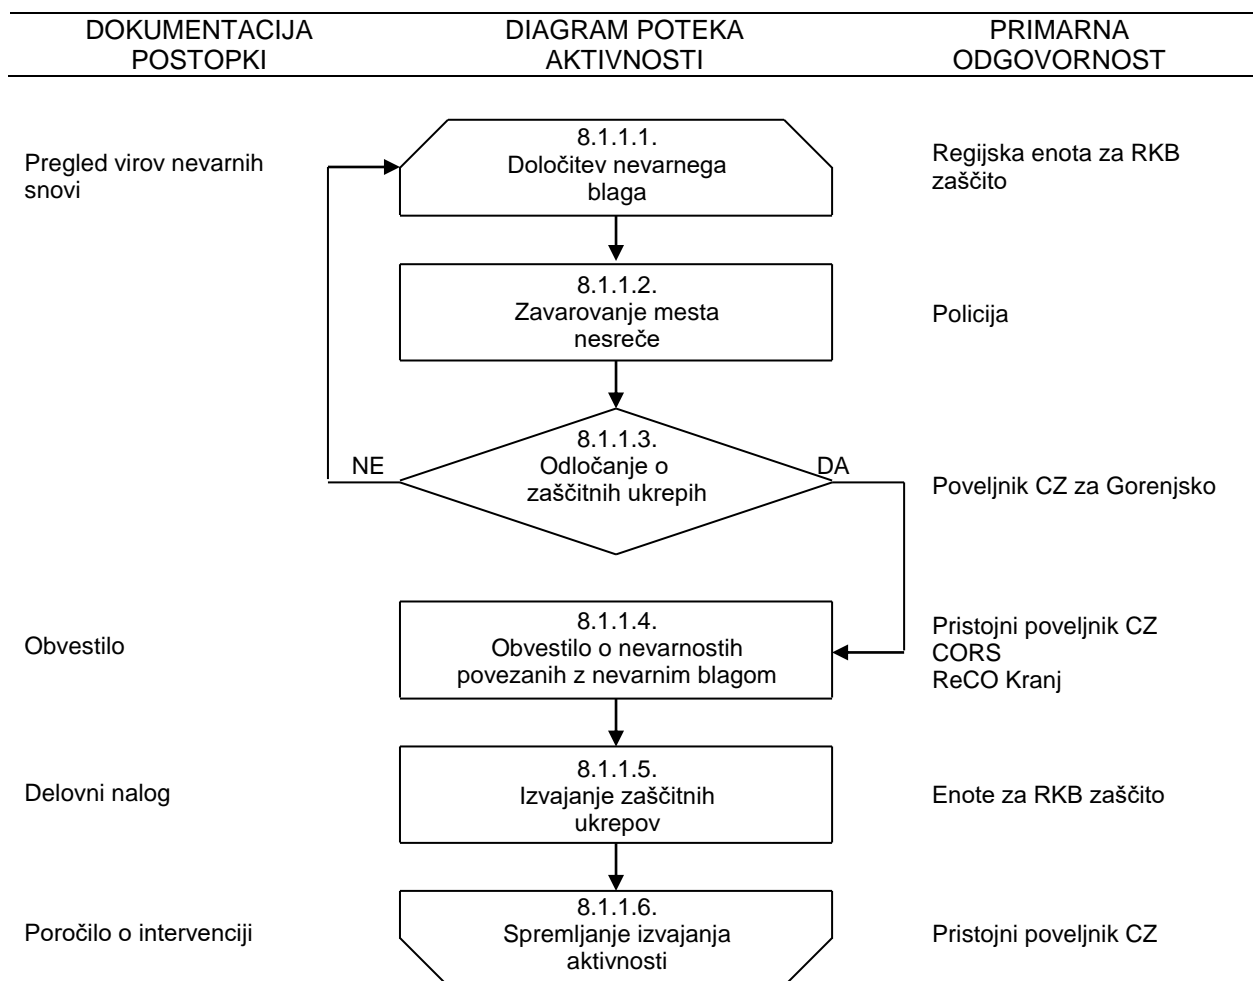 DOKUMENTACIJA
POSTOPKI
DIAGRAM POTEKA
AKTIVNOSTI
PRIMARNA
ODGOVORNOST
Pregled virov nevarnih
snovi
8.1.1.1.
Določitev nevarnega
blaga
Regijska enota za RKB
zaščito
8.1.1.2.
Zavarovanje mesta
nesreče
Policija
NE
8.1.1.3.
Odločanje o
zaščitnih ukrepih
DA
Poveljnik CZ za Gorenjsko
Obvestilo
8.1.1.4.
Obvestilo o nevarnostih
povezanih z nevarnim blagom
Pristojni poveljnik CZ
CORS
ReCO Kranj
Delovni nalog
8.1.1.5.
Izvajanje zaščitnih
ukrepov
Enote za RKB zaščito
Poročilo o intervenciji
8.1.1.6.
Spremljanje izvajanja
aktivnosti
Pristojni poveljnik CZ